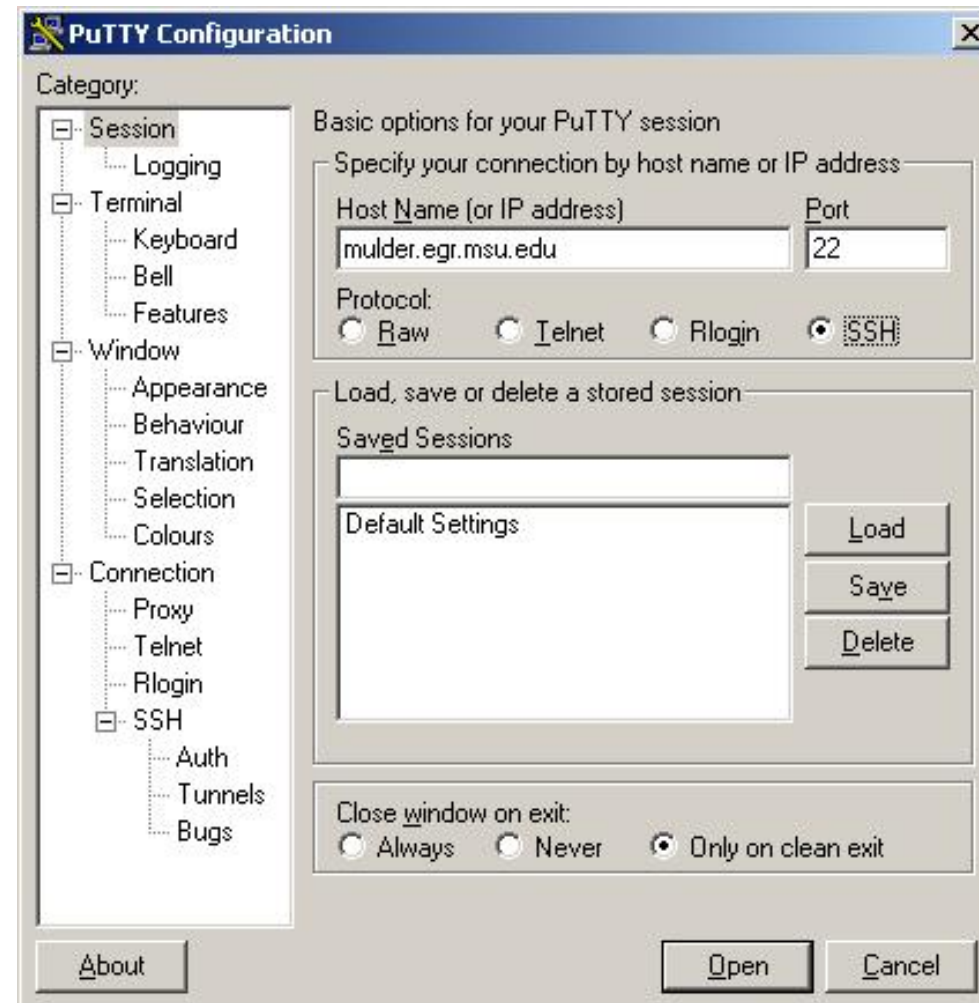 PuTTY Configuration
Category:
Session
Logging
Terminal
Keyboard
Bell
Features
Window
Appearance
Behaviour
Translation
Selection
Colours
Connection
Proxy
Telnet
Rlogin
SSH
Auth
Tunnels
Bugs
Basic options for your PuTTY session
Specify your connection by host name or IP address
Host Name (or IP address) Port
mulder.egr.msu.edu 22
Protocol:
Raw Telnet Rlogin SSH
Load, save or delete a stored session
Saved Sessions
Default Settings
Load
Save
Delete
Close window on exit:
Always Never Only on clean exit
About Open Cancel